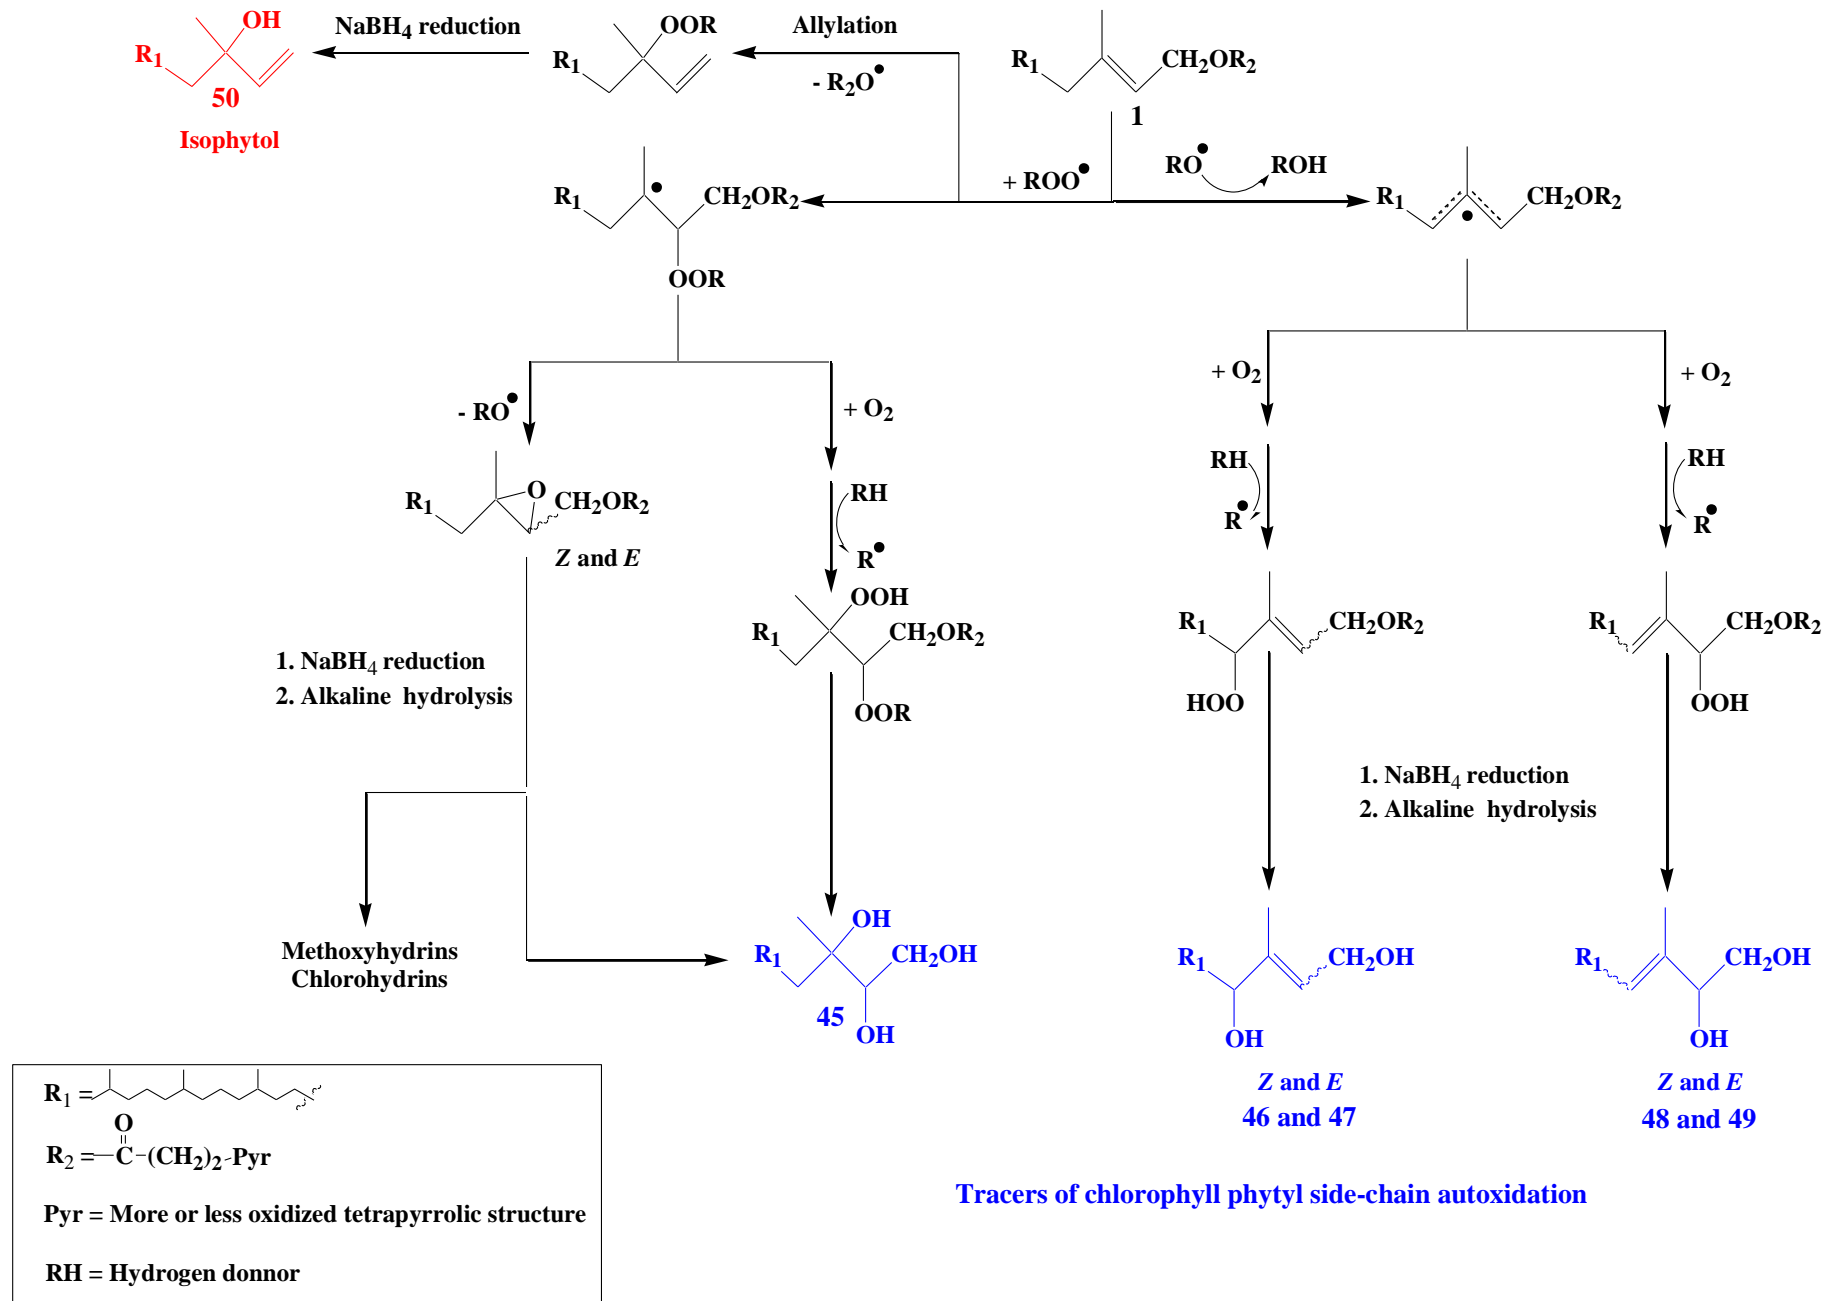 OH
R1
50
Isophytol
NaBH4 reduction
OOR
R1
Allylation
- R2O•
R1
CH2OR2
1
R1
CH2OR2
OOR
+ ROO•
RO•
ROH
R1
CH2OR2
- RO•
+ O2
+ O2
+ O2
RH
R•
RH
R•
RH
R•
R1
O
CH2OR2
Z and E
OOH
R1
CH2OR2
OOR
R1
CH2OR2
HOO
R1
CH2OR2
OOH
1. NaBH4 reduction
2. Alkaline hydrolysis
1. NaBH4 reduction
2. Alkaline hydrolysis
Methoxyhydrins
Chlorohydrins
OH
R1
CH2OH
45
OH
R1
CH2OH
OH
Z and E
46 and 47
R1
CH2OH
OH
Z and E
48 and 49
R1 =
O
R2 = C-(CH2)2-Pyr
Pyr = More or less oxidized tetrapyrrolic structure
RH = Hydrogen donnor
Tracers of chlorophyll phytyl side-chain autoxidation